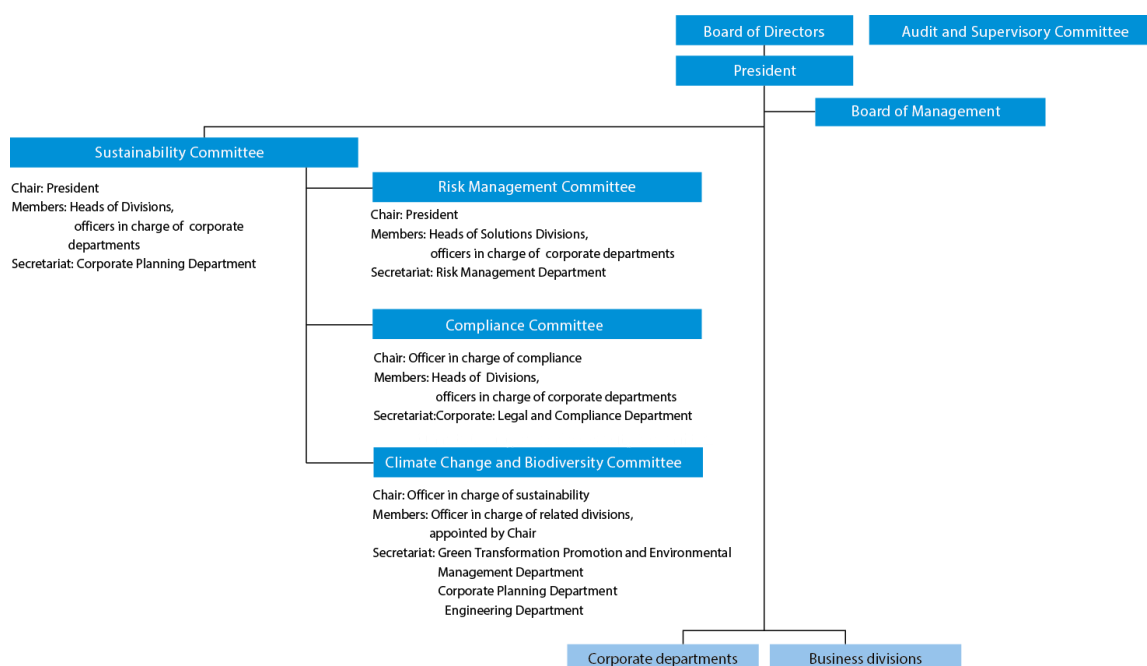 Board of Directors
Audit and Supervisory Committee
President
Board of Management
Sustainability Committee
Chair: President
Members: Heads of Divisions,
officers in charge of corporate
departments
Secretariat: Corporate Planning Department
Risk Management Committee
Chair: President
Members: Heads of Solutions Divisions,
officers in charge of corporate departments
Secretariat: Risk Management Department
Compliance Committee
Chair: Officer in charge of compliance
Members: Heads of Divisions,
officers in charge of corporate departments
Secretariat:Corporate: Legal and Compliance Department
Climate Change and Biodiversity Committee
Chair: Officer in charge of sustainability
Members: Officer in charge of related divisions,
appointed by Chair
Secretariat: Green Transformation Promotion and Environmental
Management Department
Corporate Planning Department
Engineering Department
Corporate departments
Business divisions